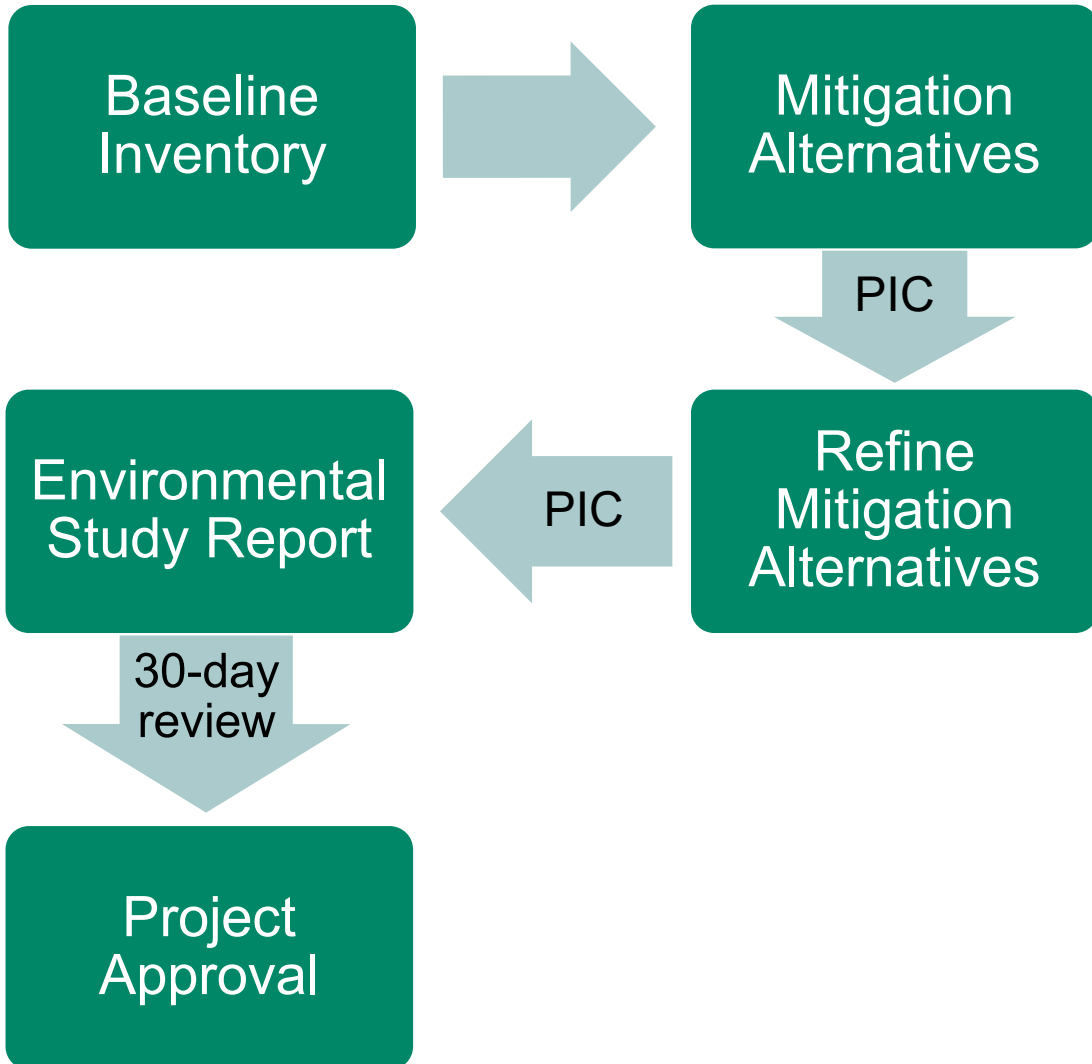 Baseline
Inventory
Mitigation
Alternatives
PIC
Refine
Mitigation
Alternatives
PIC
Environmental
Study Report
30-day
review
Project
Approval